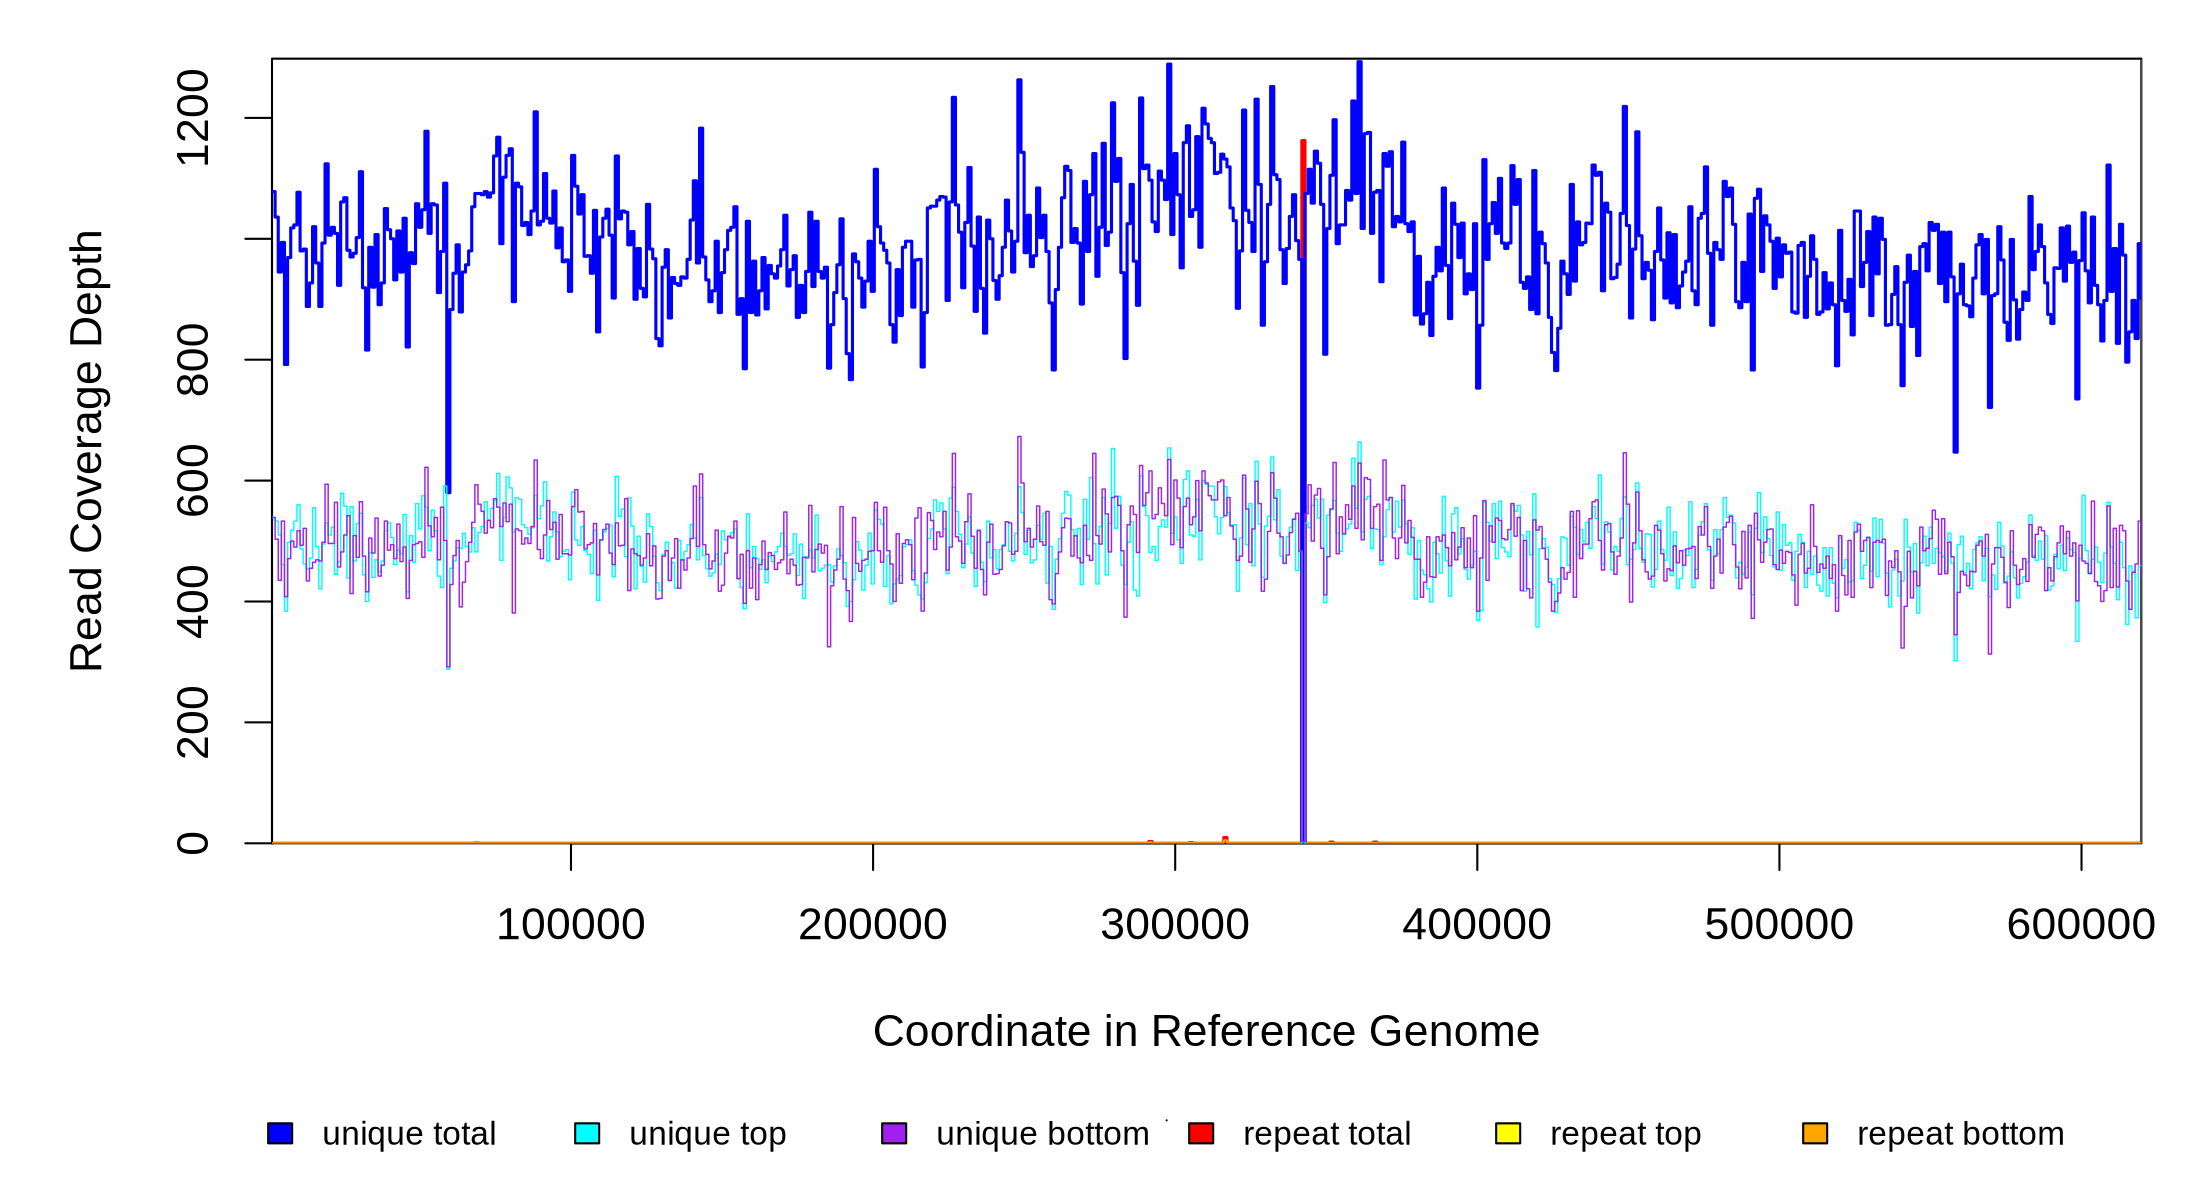 Read Coverage Depth
1200
800
600
400
200
0
100000 200000 300000 400000 500000 600000
Coordinate in Reference Genome
unique total unique top unique bottom repeat total repeat top repeat bottom